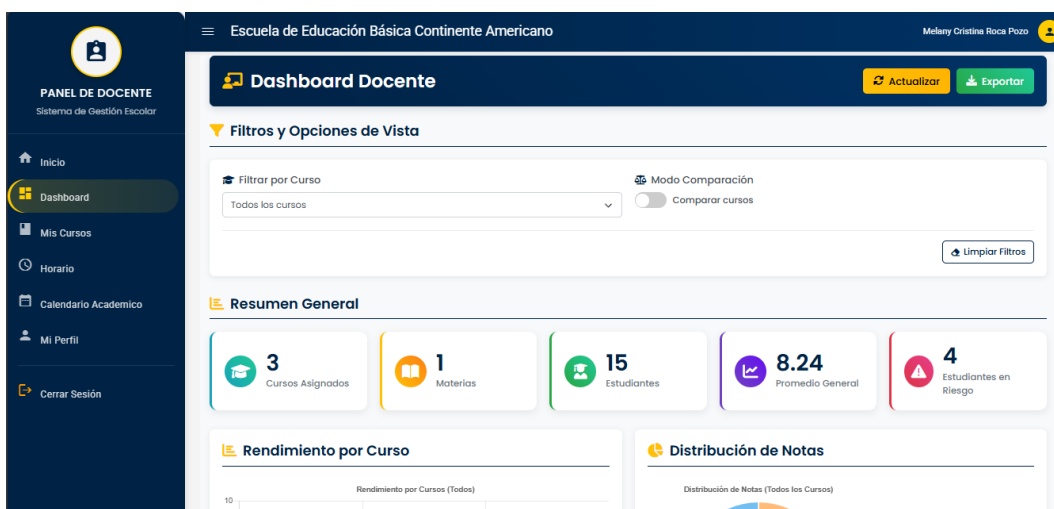 Escuela de Educación Básica Continente Americano
Melany Cristina Roca Pozo
PANEL DE DOCENTE
Sistema de Gestión Escolar
Inicio
Dashboard
Mis Cursos
Horario
Calendario Academico
Mi Perfil
Cerrar Sesión
Dashboard Docente
Actualizar
Exportar
Filtros y Opciones de Vista
Filtrar por Curso
Todos los cursos
Modo Comparación
Comparar cursos
Limpiar Filtros
Resumen General
3
Cursos Asignados
1
Materias
15
Estudiantes
8.24
Promedio General
4
Estudiantes en
Riesgo
Rendimiento por Curso
Rendimiento por Cursos (Todos)
10
Distribución de Notas
Distribución de Notas (Todos los Cursos)